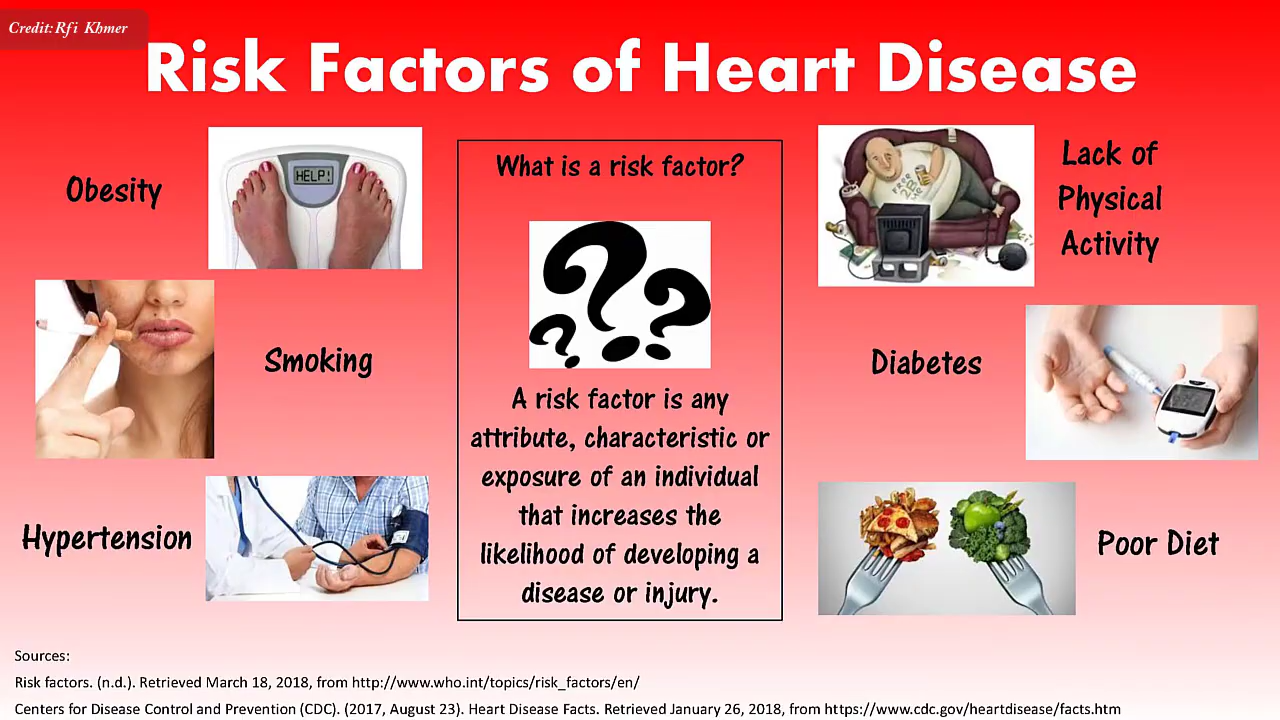 Credit:Rfi Khmer
Risk Factors of Heart Disease
Obesity
HELP!
Smoking
Hypertension
What is a risk factor?
A risk factor is any
attribute, characteristic or
exposure of an individual
that increases the
likelihood of developing a
disease or injury.
Lack of
Physical
Activity
Diabetes
Poor Diet
Sources:
Risk factors. (n.d.). Retrieved March 18, 2018, from http://www.who.int/topics/risk_factors/en/
Centers for Disease Control and Prevention (CDC). (2017, August 23). Heart Disease Facts. Retrieved January 26, 2018, from https://www.cdc.gov/heartdisease/facts.htm